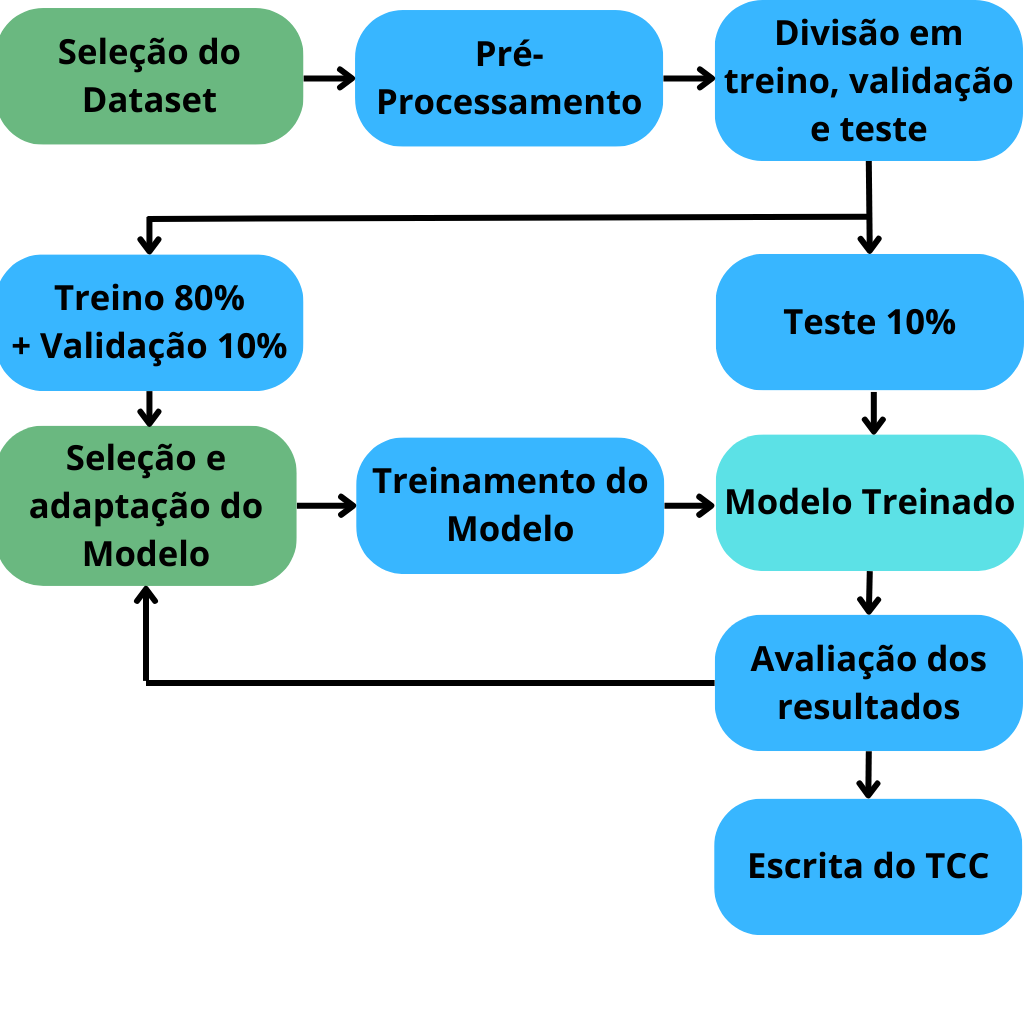 Seleção do
Dataset
Pré-
Processamento
Divisão em
treino, validação
e teste
Treino 80%
+ Validação 10%
Teste 10%
Seleção e
adaptação do
Modelo
Treinamento do
Modelo
Modelo Treinado
Avaliação dos
resultados
Escrita do TCC